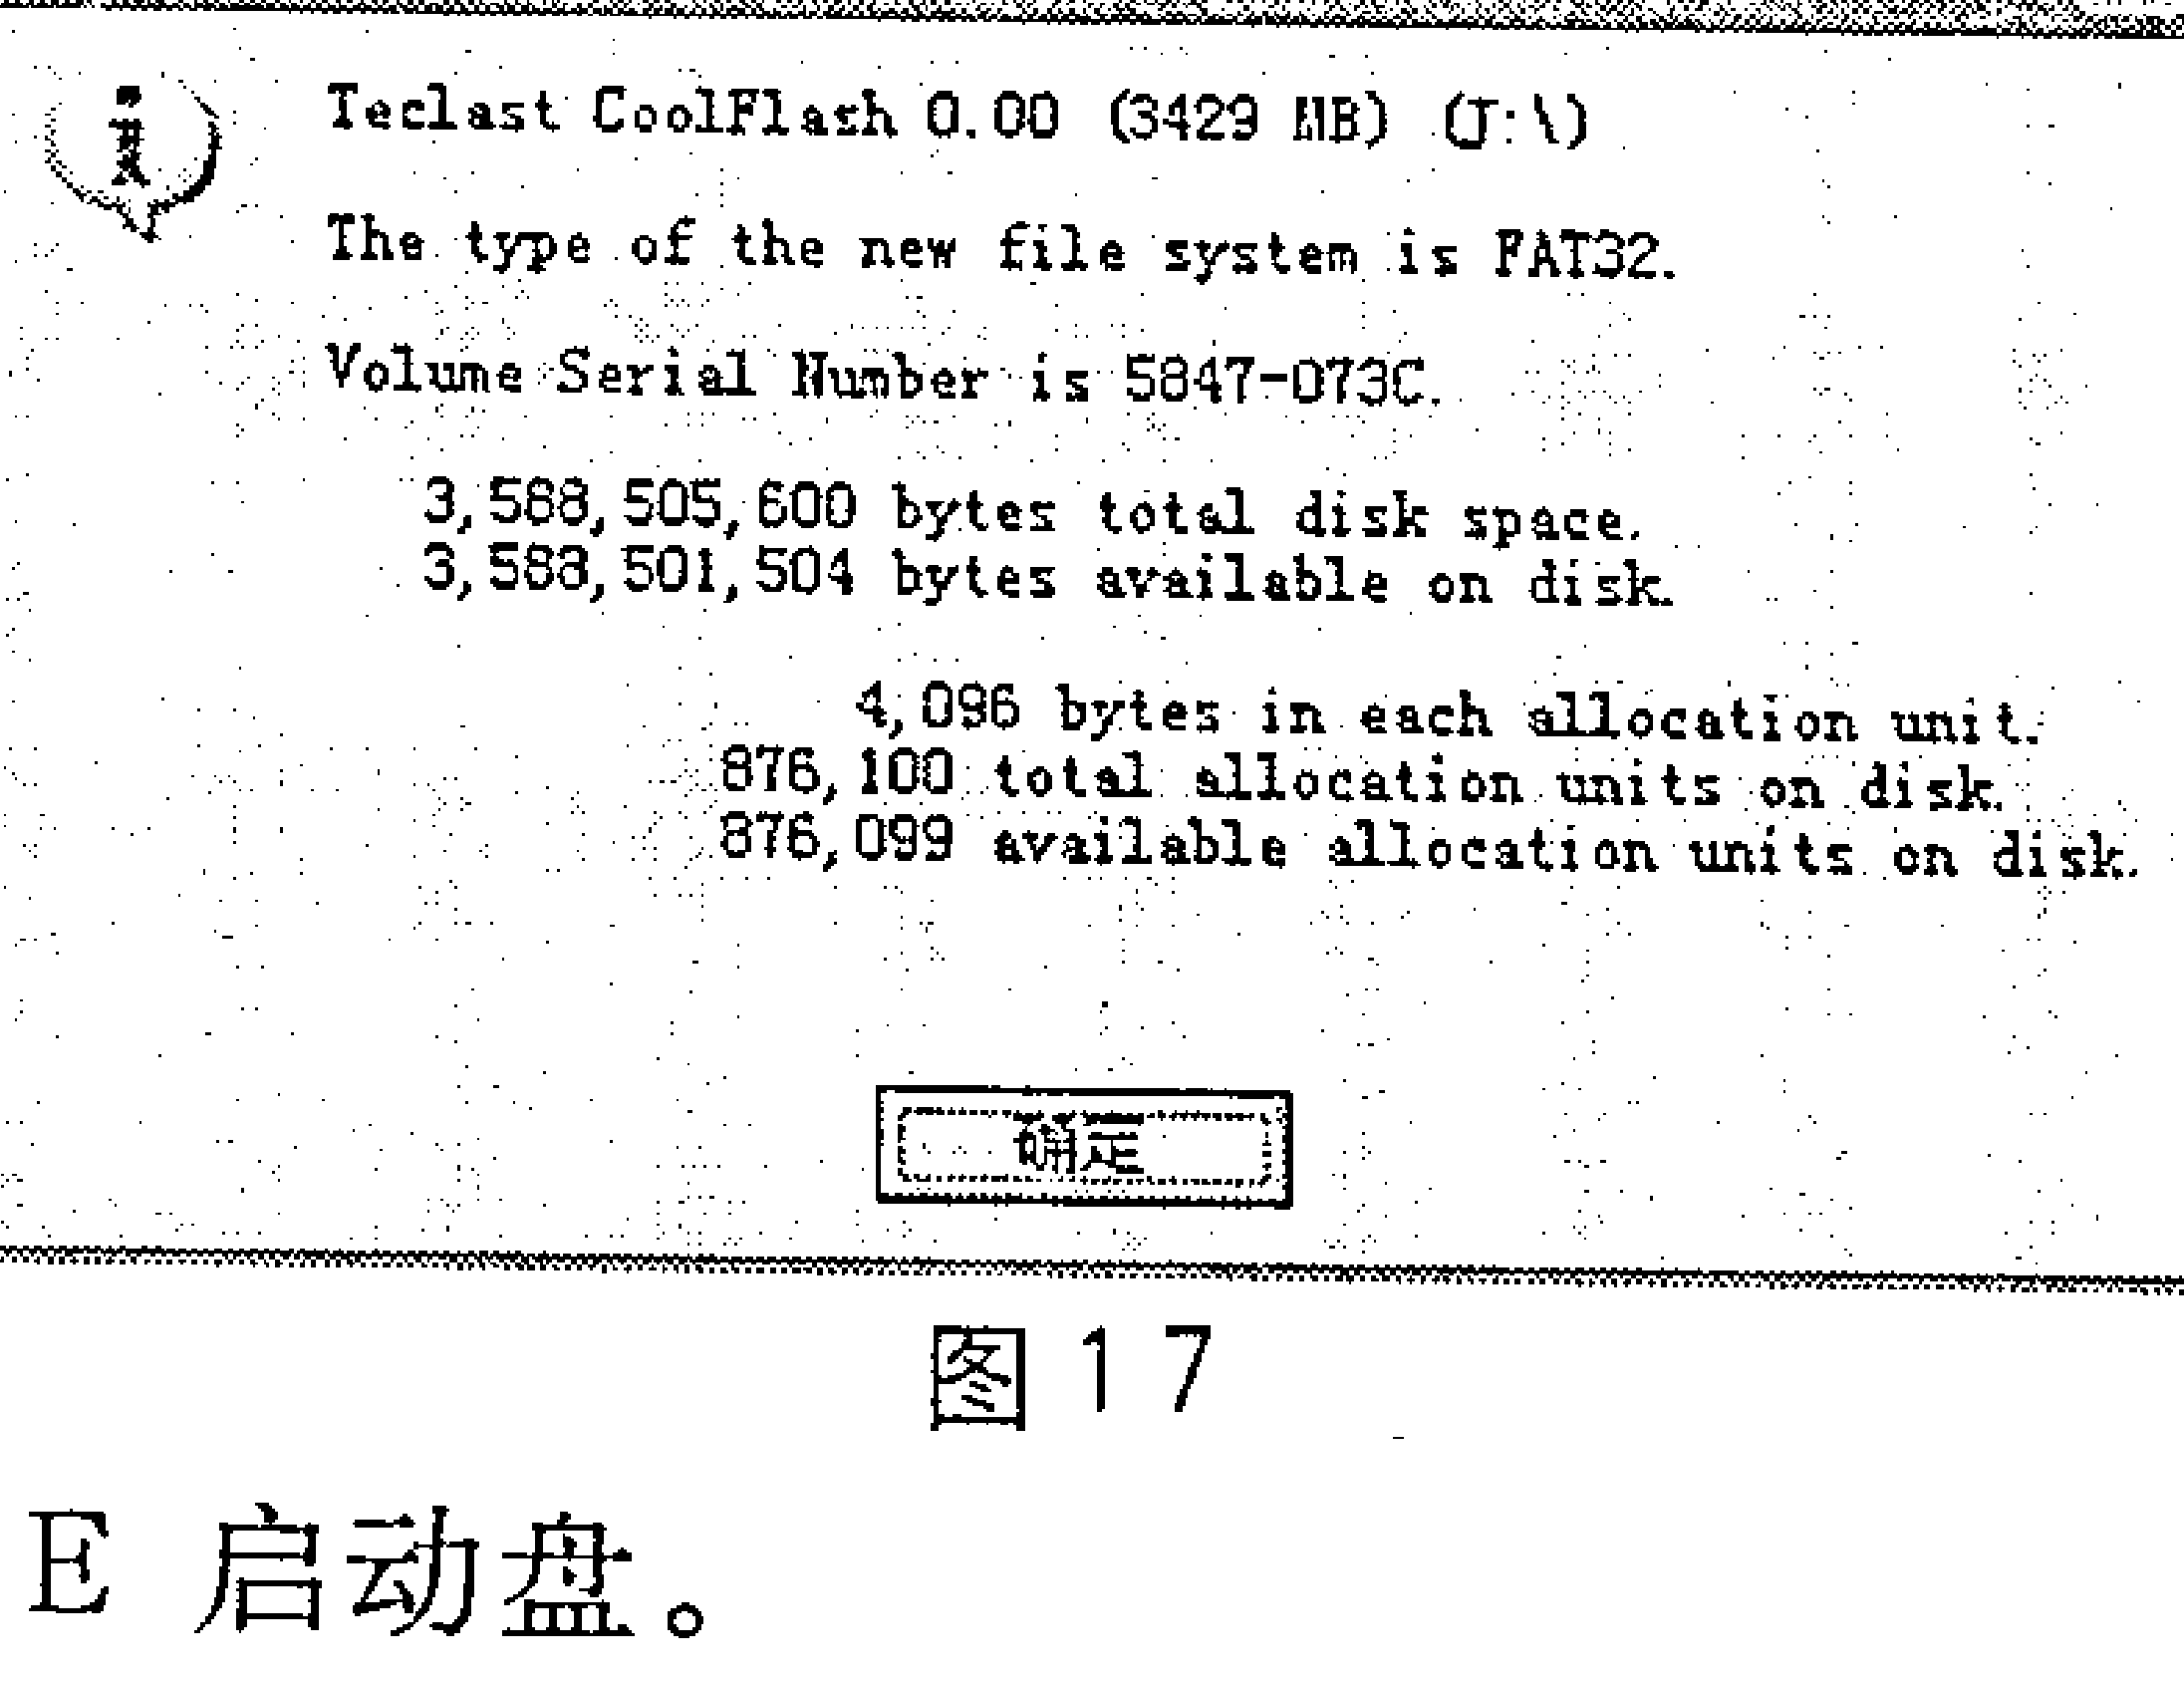 Teclast CoolFlash 0.00 (3429 MB) (J:\)
The type of the new file system is FAT32.
Volume Serial Number is 5847-073C.
3,588,505,600 bytes total disk space.
3,588,501,504 bytes available on disk.
4,096 bytes in each allocation unit.
876,100 total allocation units on disk.
876,099 available allocation units on disk.
确定
图 17
E 启动盘。